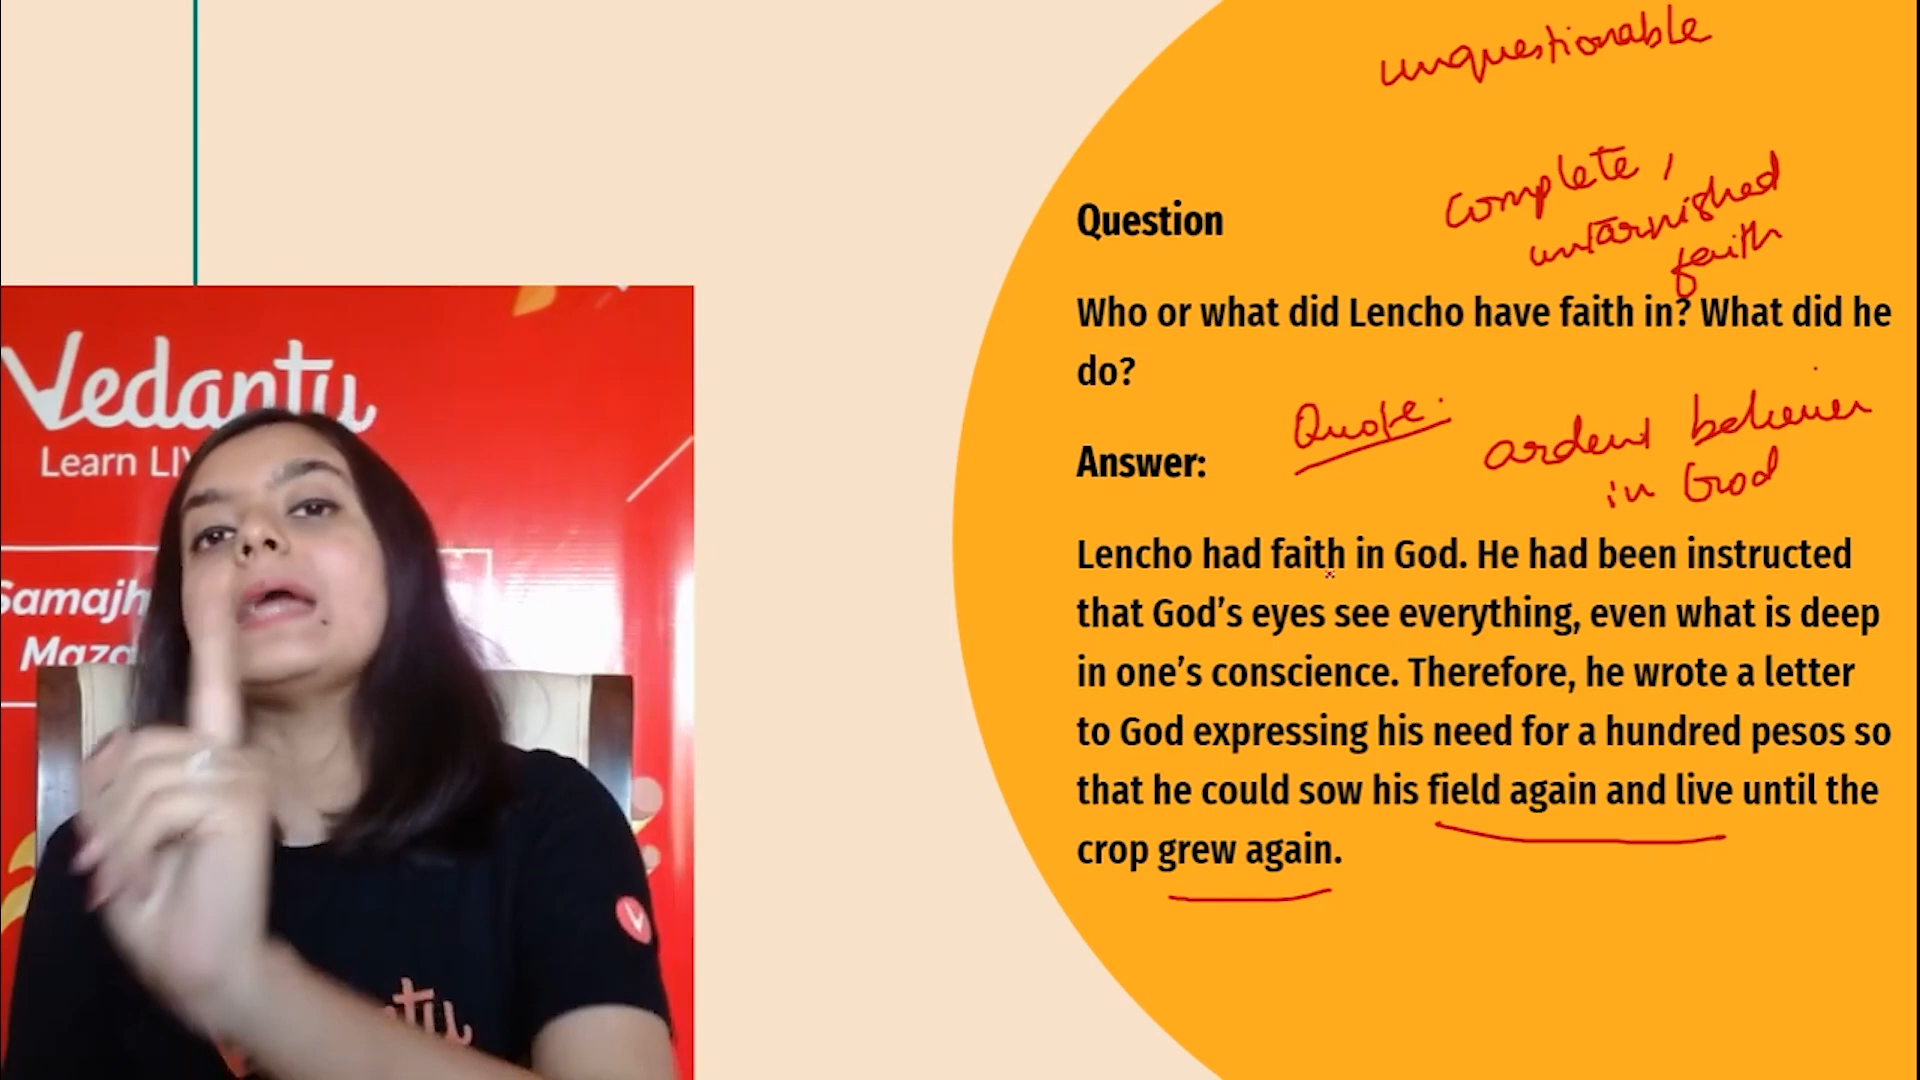 unquestionable
complete,
untarnished
faith
Question
Who or what did Lencho have faith in? What did he
do?
Quote.
ardent believer
in God
Answer:
Lencho had faith in God. He had been instructed
that God's eyes see everything, even what is deep
in one's conscience. Therefore, he wrote a letter
to God expressing his need for a hundred pesos so
that he could sow his field again and live until the
crop grew again.
Vedantu
Learn
Samajh